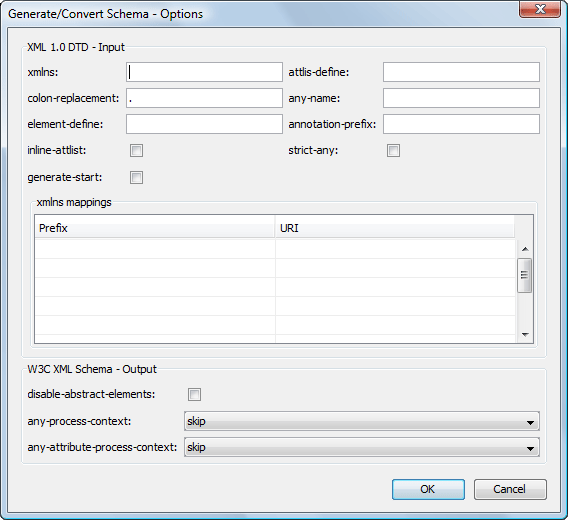 Generate/Convert Schema - Options
XML 1.0 DTD - Input
xmlns: attlis-define:
colon-replacement: . any-name:
element-define: annotation-prefix:
inline-attlist: strict-any:
generate-start:
xmlns mappings
Prefix URI
W3C XML Schema - Output
disable-abstract-elements:
any-process-context: skip
any-attribute-process-context: skip
OK Cancel